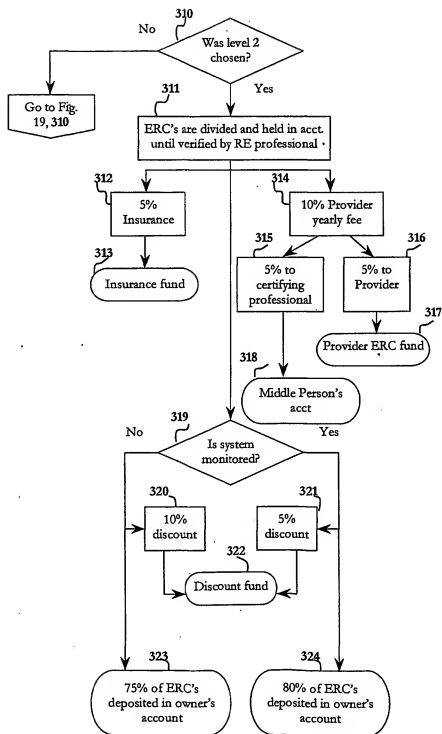 310
No
Was level 2
chosen?
Yes
Go to Fig.
19, 310
311
ERC's are divided and held in acct.
until verified by RE professional
312
5%
Insurance
314
10% Provider
yearly fee
313
Insurance fund
315
5% to
certifying
professional
316
5% to
Provider
317
Provider ERC fund
318
Middle Person's
acct
319
No
Yes
Is system
monitored?
320
10%
discount
321
5%
discount
322
Discount fund
323
75% of ERC's
deposited in owner's
account
324
80% of ERC's
deposited in owner's
account